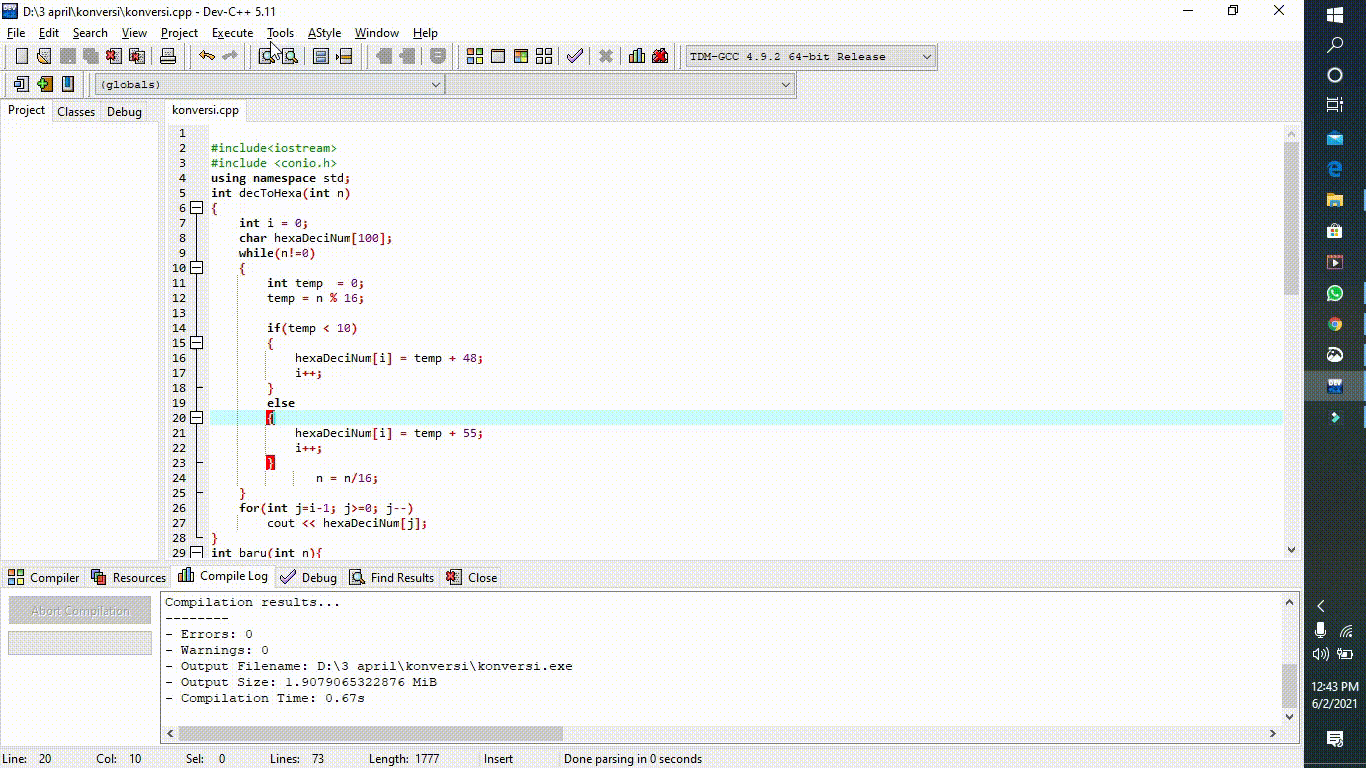 D:\3 april\konversi\konversi.cpp - Dev-C++ 5.11
File Edit Search View Project Execute Tools AStyle Window Help
TDM-GCC 4.9.2 64-bit Release
(globals)
Project Classes Debug
konversi.cpp
1
2 #include<iostream>
3 #include <conio.h>
4 using namespace std;
5 int decToHexa(int n)
6 {
7 int i = 0;
8 char hexaDeciNum[100];
9 while(n!=0)
10 {
11 int temp  = 0;
12 temp = n % 16;
13
14 if(temp < 10)
15 {
16 hexaDeciNum[i] = temp + 48;
17 i++;
18 }
19 else
20 {
21 hexaDeciNum[i] = temp + 55;
22 i++;
23 }
24 n = n/16;
25 }
26 for(int j=i-1; j>=0; j--)
27 cout << hexaDeciNum[j];
28 }
29 int baru(int n){
Compiler Resources Compile Log Debug Find Results Close
Abort Compilation
Compilation results...
--------
- Errors: 0
- Warnings: 0
- Output Filename: D:\3 april\konversi\konversi.exe
- Output Size: 1.9079065322876 MiB
- Compilation Time: 0.67s
Line: 20 Col: 10 Sel: 0 Lines: 73 Length: 1777 Insert Done parsing in 0 seconds
DEV
12:43 PM
6/2/2021